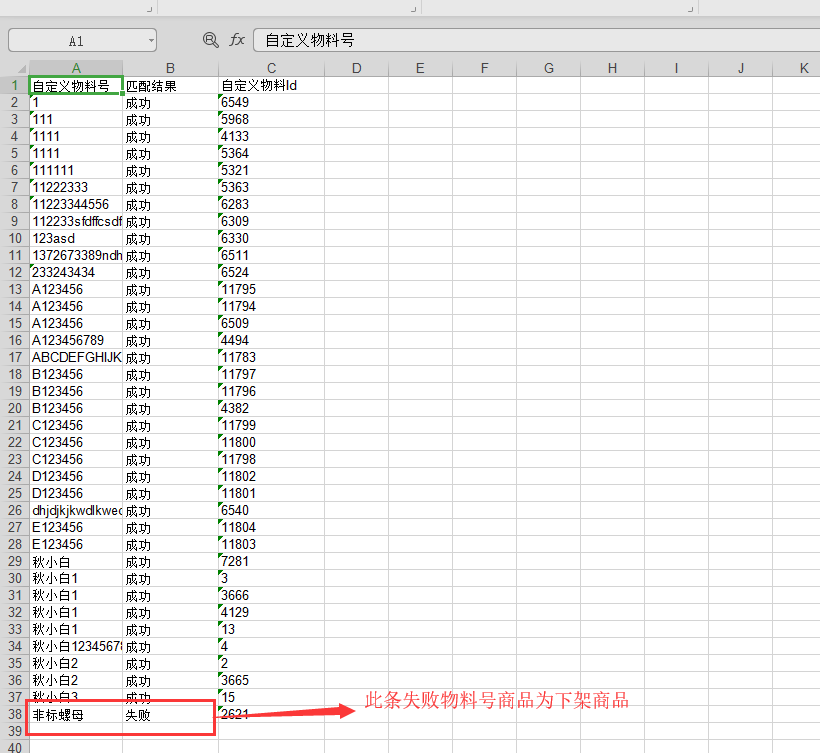 A1 fx 自定义物料号
A B C D E F G H I J K
1 自定义物料号 匹配结果 自定义物料Id
2 1 成功 6549
3 111 成功 5968
4 1111 成功 4133
5 1111 成功 5364
6 111111 成功 5321
7 11222333 成功 5363
8 11223344556 成功 6283
9 112233sfdffcsdf 成功 6309
10 123asd 成功 6330
11 1372673389ndh 成功 6511
12 233243434 成功 6524
13 A123456 成功 11795
14 A123456 成功 11794
15 A123456 成功 6509
16 A123456789 成功 4494
17 ABCDEFGHIJK 成功 11783
18 B123456 成功 11797
19 B123456 成功 11796
20 B123456 成功 4382
21 C123456 成功 11799
22 C123456 成功 11800
23 C123456 成功 11798
24 D123456 成功 11802
25 D123456 成功 11801
26 dhjdjkjkwdlkwec 成功 6540
27 E123456 成功 11804
28 E123456 成功 11803
29 秋小白 成功 7281
30 秋小白1 成功 3
31 秋小白1 成功 3666
32 秋小白1 成功 4129
33 秋小白1 成功 13
34 秋小白12345678 成功 4
35 秋小白2 成功 2
36 秋小白2 成功 3665
37 秋小白3 成功 15
此条失败物料号商品为下架商品
38 非标螺母 失败 2621
39
40